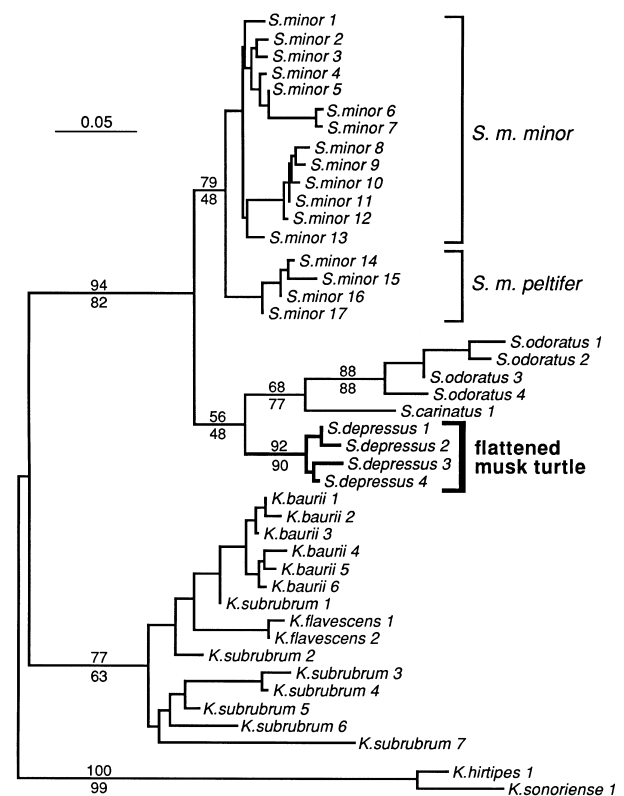 S.minor 1
S.minor 2
S.minor 3
S.minor 4
S.minor 5
S.minor 6
0.05
S.minor 7
S. m. minor
S.minor 8
S.minor 9
79
S.minor 10
48
S.minor 11
S.minor 12
S.minor 13
S.minor 14
S.minor 15
94
S. m. peltifer
82
S.minor 16
S.minor 17
S.odoratus 1
S.odoratus 2
88
S.odoratus 3
68
88
S.odoratus 4
77
S.carinatus 1
56
48
S.depressus 1
92
S.depressus 2
flattened
90
S.depressus 3
musk turtle
S.depressus 4
K.baurii 1
K.baurii 2
K.baurii 3
K.baurii 4
K.baurii 5
K.baurii 6
K.subrubrum 1
K.flavescens 1
K.flavescens 2
77
K.subrubrum 2
63
K.subrubrum 3
K.subrubrum 4
K.subrubrum 5
K.subrubrum 6
K.subrubrum 7
100
K.hirtipes 1
99
K.sonoriense 1